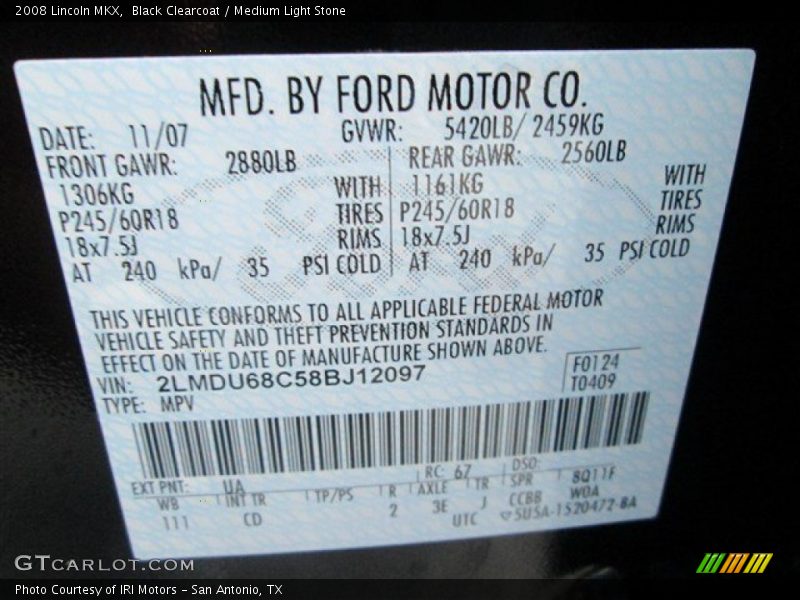 2008 Lincoln MKX, Black Clearcoat / Medium Light Stone
MFD. BY FORD MOTOR CO.
DATE: 11/07 GVWR: 5420LB/ 2459KG
FRONT GAWR: 2880LB REAR GAWR: 2560LB
1306KG WITH 1161KG WITH
P245/60R18 TIRES P245/60R18 TIRES
18x7.5J RIMS 18x7.5J RIMS
AT 240 kPa/ 35 PSI COLD AT 240 kPa/ 35 PSI COLD
THIS VEHICLE CONFORMS TO ALL APPLICABLE FEDERAL MOTOR
VEHICLE SAFETY AND THEFT PREVENTION STANDARDS IN
EFFECT ON THE DATE OF MANUFACTURE SHOWN ABOVE.
VIN: 2LMDU68C58BJ12097 F0124
TYPE: MPV T0409
EXT PNT: UA RC: 67 DSO:
WB INT TR TP/PS R AXLE TR SPR 8Q11F
111 CD 2 3E J CCBB WOA
UTC 5U5A-1520472-BA
GTCARLOT.COM
Photo Courtesy of IRI Motors – San Antonio, TX